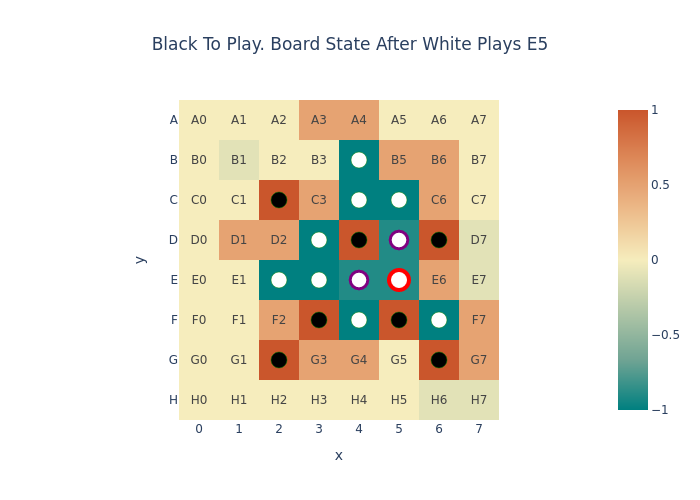 Black To Play. Board State After White Plays E5
A A0 A1 A2 A3 A4 A5 A6 A7
B B0 B1 B2 B3 B5 B6 B7
C C0 C1 C3 C6 C7
D D0 D1 D2 D7
E E0 E1 E6 E7
F F0 F1 F2 F7
G G0 G1 G3 G4 G5 G7
H H0 H1 H2 H3 H4 H5 H6 H7
0 1 2 3 4 5 6 7
x
y
1
0.5
0
−0.5
−1